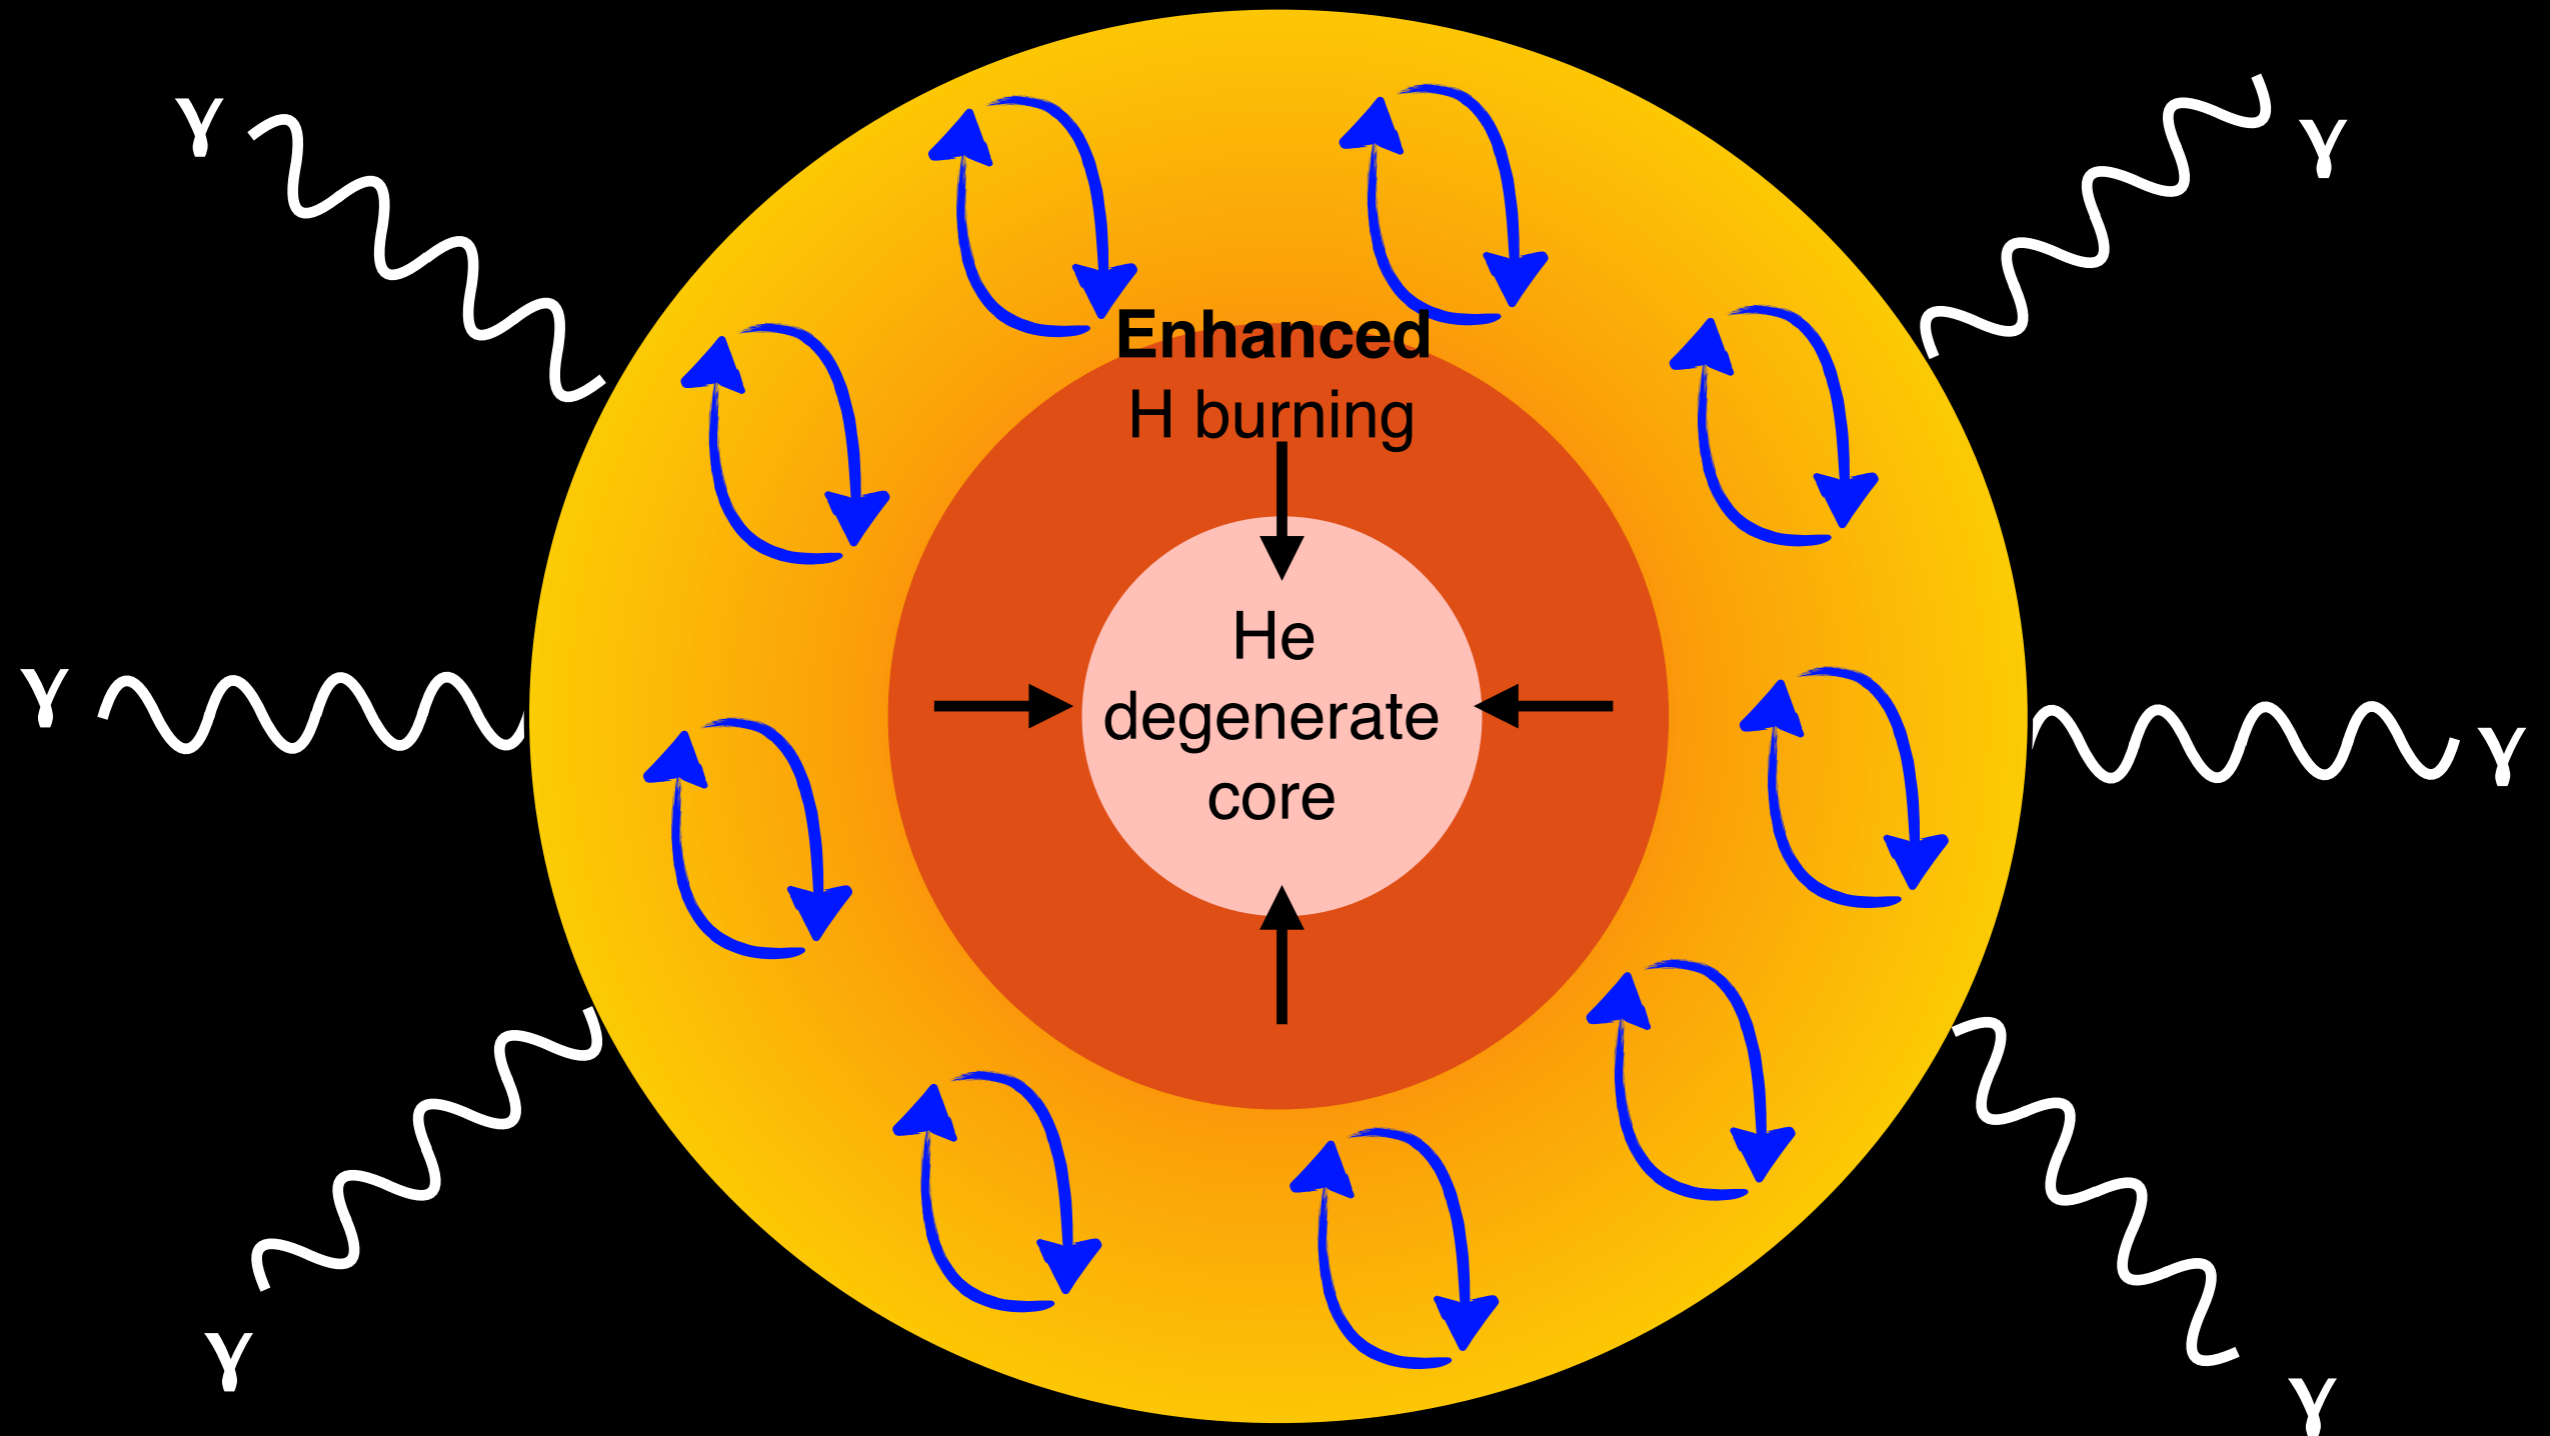 γ
γ
Enhanced
H burning
He
degenerate
core
γ
γ
γ
γ